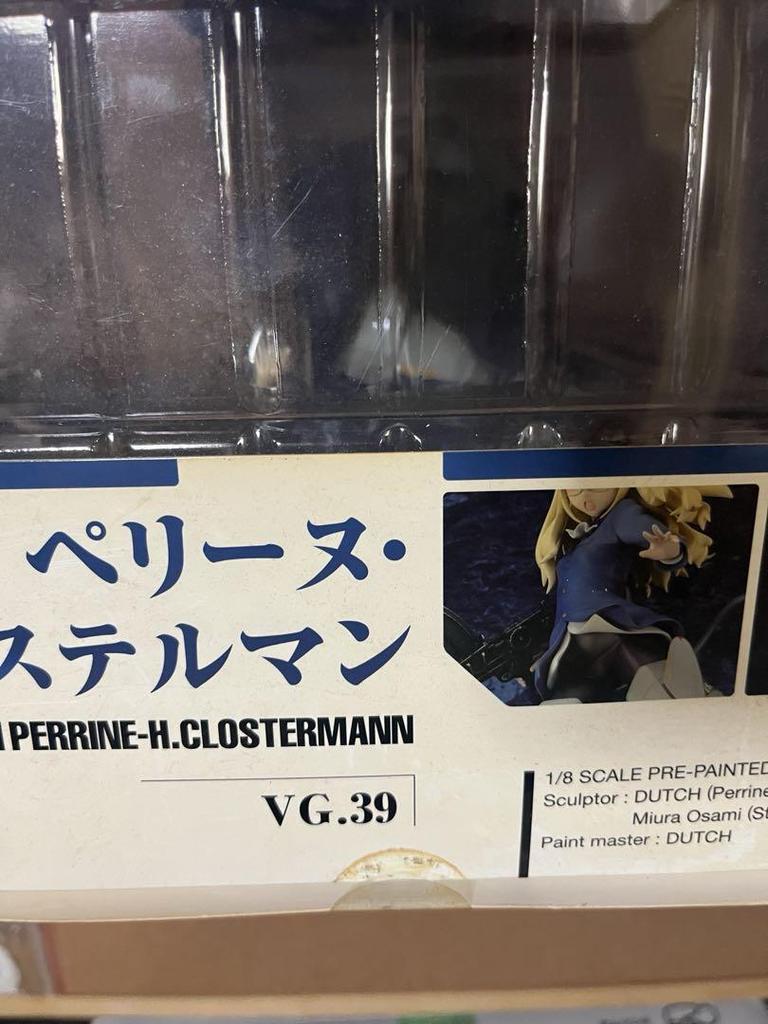 ペリーヌ・
ステルマン
PERRINE-H.CLOSTERMANN
VG.39
1/8 SCALE PRE-PAINTED
Sculptor : DUTCH (Perrine
Miura Osami (St
Paint master : DUTCH